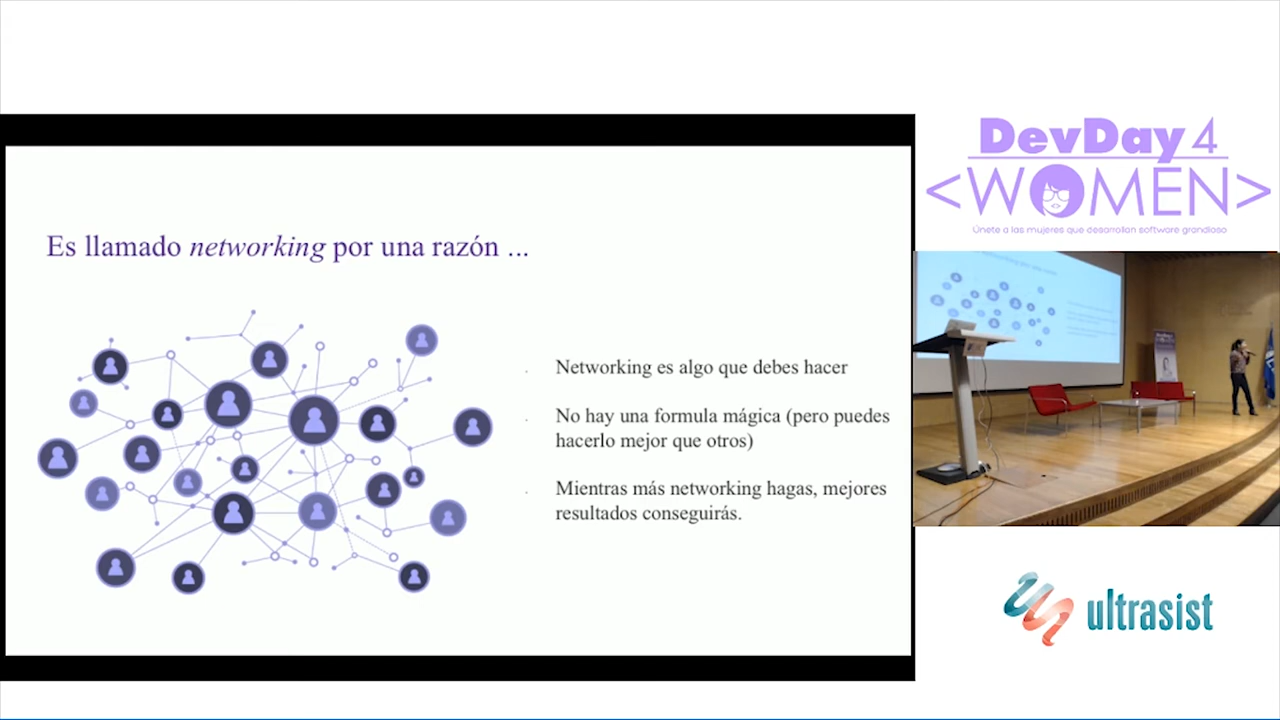 Es llamado networking por una razón ...
Networking es algo que debes hacer
No hay una formula mágica (pero puedes
hacerlo mejor que otros)
Mientras más networking hagas, mejores
resultados conseguirás.
DevDay4
<WOMEN>
Únete a las mujeres que desarrollan software grandioso
ultrasist